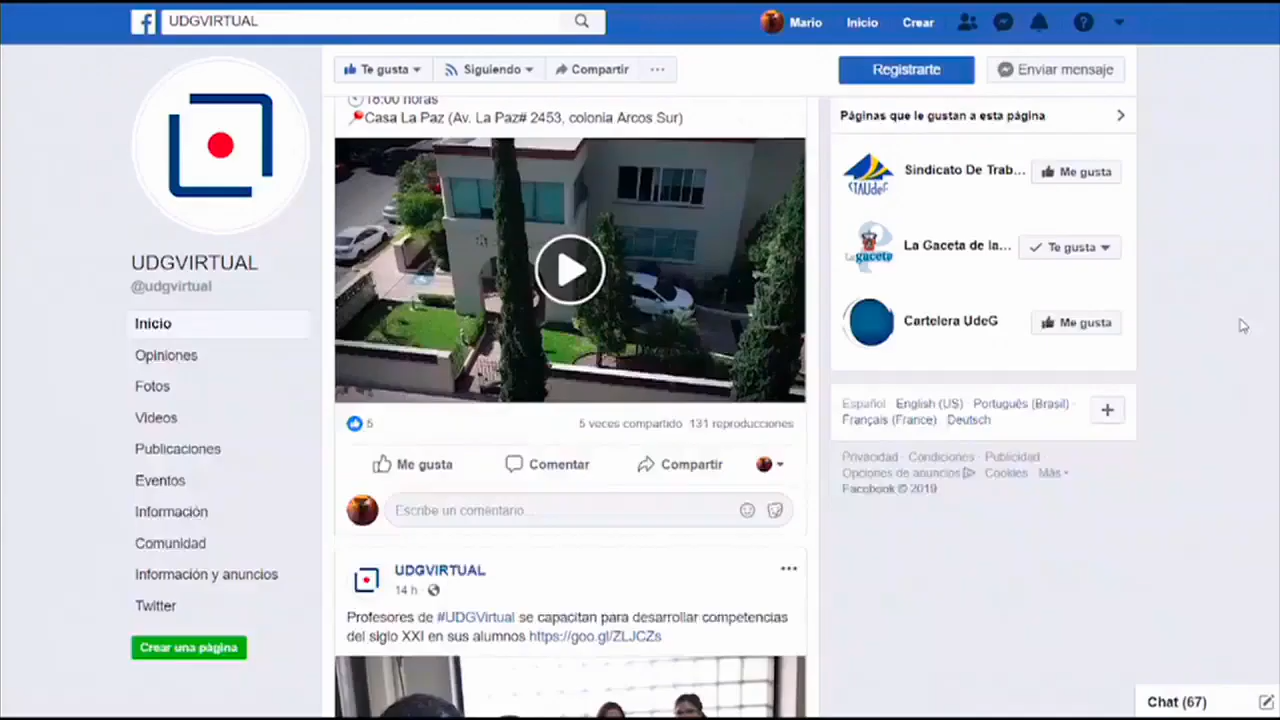 UDGVIRTUAL
Mario Inicio Crear
Te gusta Siguiendo Compartir ...
Registrarte Enviar mensaje
UDGVIRTUAL
@udgvirtual
Inicio
Opiniones
Fotos
Videos
Publicaciones
Eventos
Información
Comunidad
Información y anuncios
Twitter
Crear una página
18:00 horas
Casa La Paz (Av. La Paz# 2453, colonia Arcos Sur)
5
5 veces compartido 131 reproducciones
Me gusta Comentar Compartir
Escribe un comentario...
UDGVIRTUAL
14 h
Profesores de #UDGVirtual se capacitan para desarrollar competencias
del siglo XXI en sus alumnos https://goo.gl/ZLJCZs
Páginas que le gustan a esta página
STAUdeG
Sindicato De Trab... Me gusta
La gaceta
La Gaceta de la... Te gusta
Cartelera UdeG Me gusta
Español · English (US) · Português (Brasil) ·
Français (France) · Deutsch
Privacidad · Condiciones · Publicidad ·
Opciones de anuncios · Cookies · Más
Facebook © 2019
Chat (67)